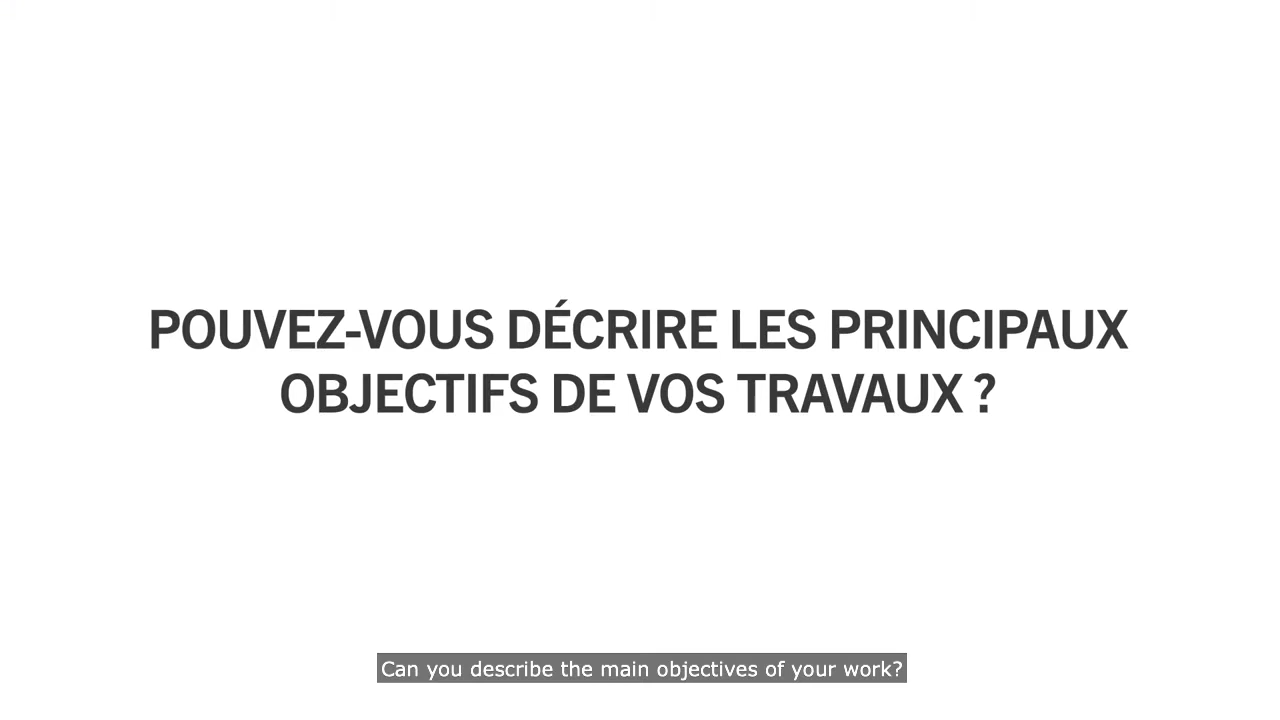 POUVEZ-VOUS DÉCRIRE LES PRINCIPAUX
OBJECTIFS DE VOS TRAVAUX ?
Can you describe the main objectives of your work?